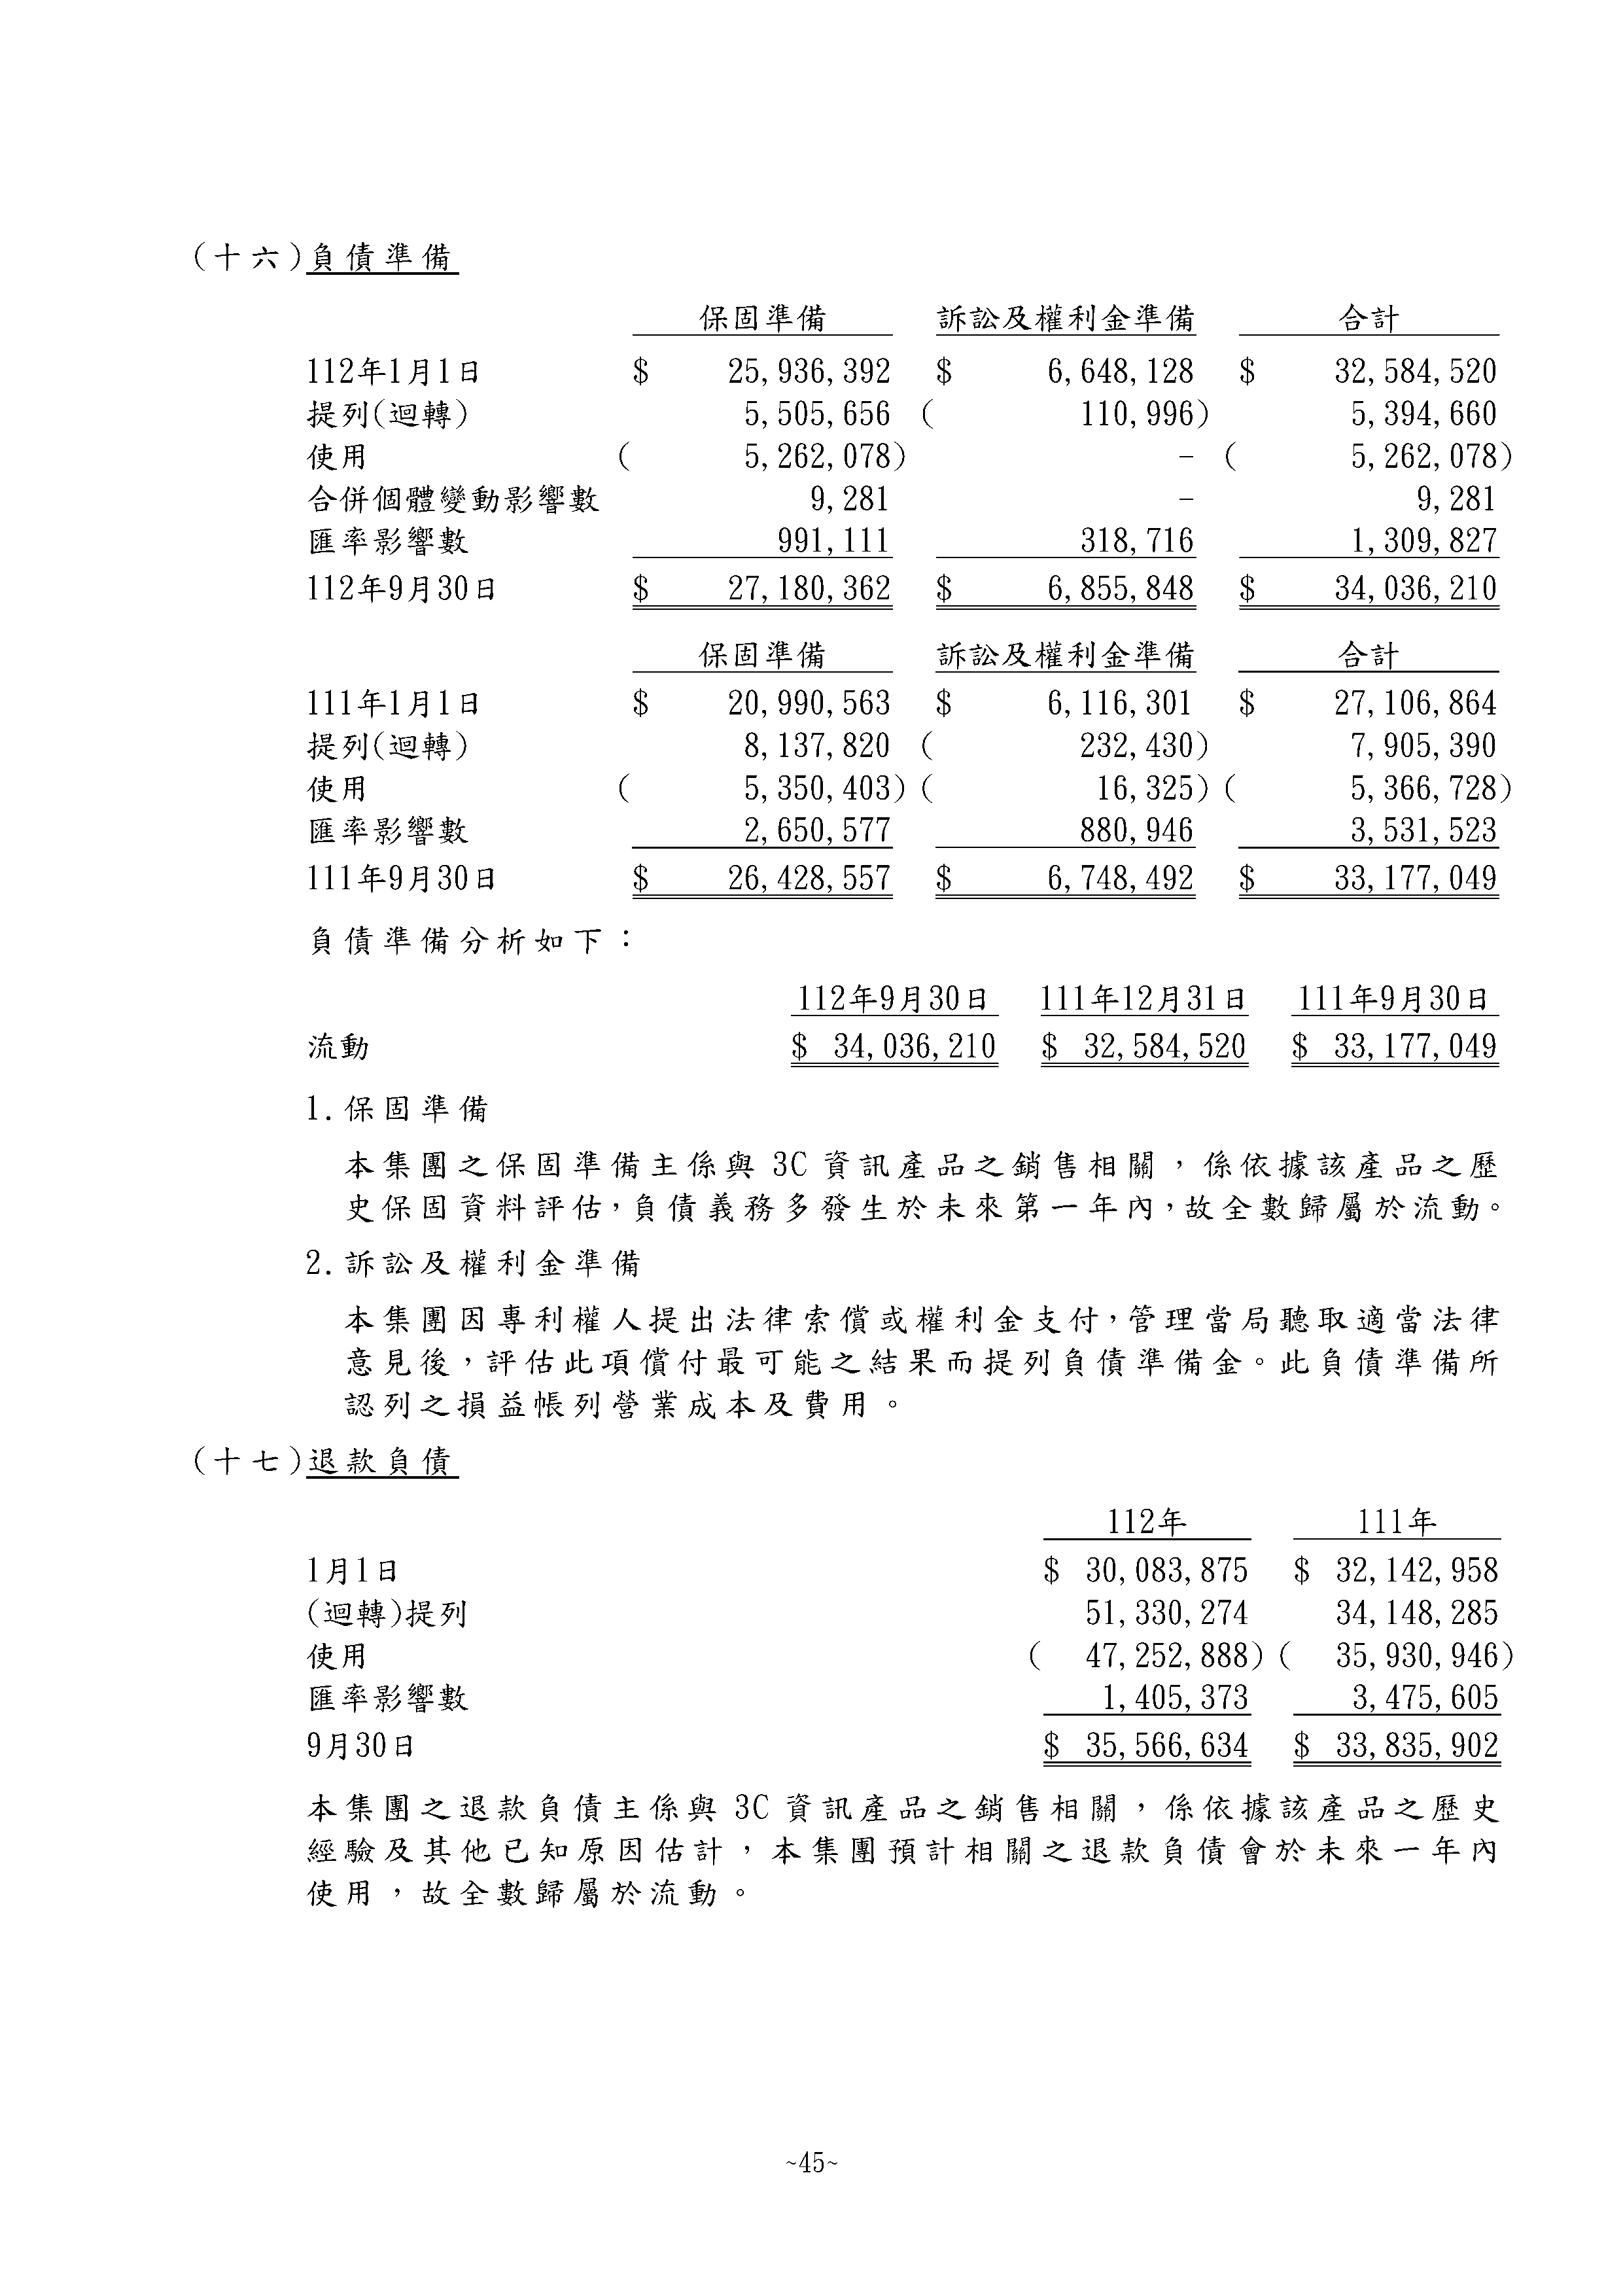 (十六)負債準備
保固準備 訴訟及權利金準備 合計
112年1月1日 $ 25,936,392 $ 6,648,128 $ 32,584,520
提列(迴轉) 5,505,656 ( 110,996) 5,394,660
使用 ( 5,262,078) - ( 5,262,078)
合併個體變動影響數 9,281 - 9,281
匯率影響數 991,111 318,716 1,309,827
112年9月30日 $ 27,180,362 $ 6,855,848 $ 34,036,210
保固準備 訴訟及權利金準備 合計
111年1月1日 $ 20,990,563 $ 6,116,301 $ 27,106,864
提列(迴轉) 8,137,820 ( 232,430) 7,905,390
使用 ( 5,350,403) ( 16,325) ( 5,366,728)
匯率影響數 2,650,577 880,946 3,531,523
111年9月30日 $ 26,428,557 $ 6,748,492 $ 33,177,049
負債準備分析如下：
112年9月30日 111年12月31日 111年9月30日
流動 $ 34,036,210 $ 32,584,520 $ 33,177,049
1.保固準備
本集團之保固準備主係與 3C 資訊產品之銷售相關，係依據該產品之歷
史保固資料評估，負債義務多發生於未來第一年內，故全數歸屬於流動。
2.訴訟及權利金準備
本集團因專利權人提出法律索償或權利金支付，管理當局聽取適當法律
意見後，評估此項償付最可能之結果而提列負債準備金。此負債準備所
認列之損益帳列營業成本及費用。
(十七)退款負債
112年 111年
1月1日 $ 30,083,875 $ 32,142,958
(迴轉)提列 51,330,274 34,148,285
使用 ( 47,252,888) ( 35,930,946)
匯率影響數 1,405,373 3,475,605
9月30日 $ 35,566,634 $ 33,835,902
本集團之退款負債主係與 3C 資訊產品之銷售相關，係依據該產品之歷史
經驗及其他已知原因估計，本集團預計相關之退款負債會於未來一年內
使用，故全數歸屬於流動。
~45~